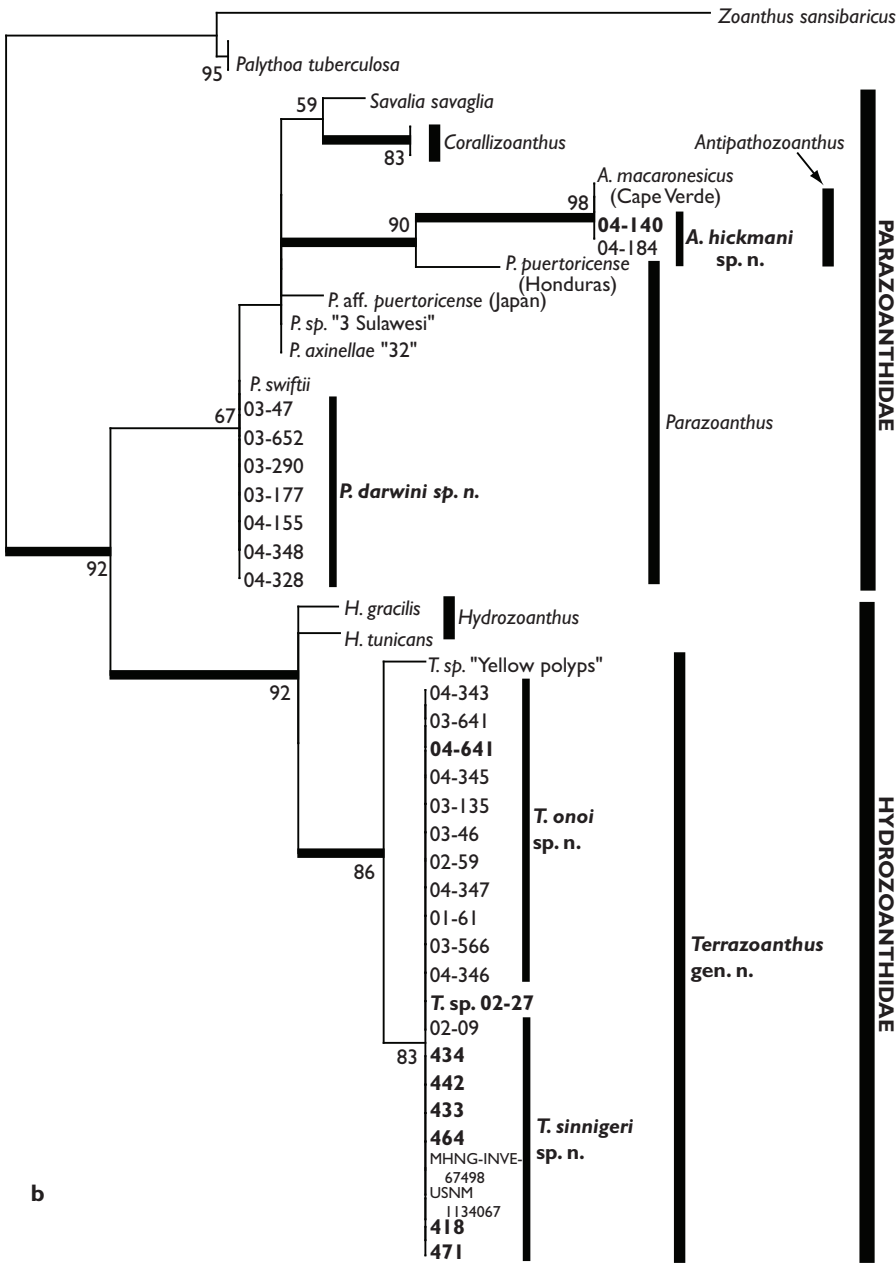 Zoanthus sansibaricus
95
Palythoa tuberculosa
59
Savalia savaglia
83
Corallizoanthus
Antipathozoanthus
A. macaronesicus
(Cape Verde)
98
90
04-140
04-184
A. hickmani
sp. n.
P. puertoricense
(Honduras)
P. aff. puertoricense (Japan)
P. sp. "3 Sulawesi"
P. axinellae "32"
PARAZOANTHIDAE
P. swiftii
67
03-47
03-652
03-290
03-177
04-155
04-348
04-328
P. darwini sp. n.
Parazoanthus
92
H. gracilis
H. tunicans
Hydrozoanthus
92
T. sp. "Yellow polyps"
04-343
03-641
04-641
04-345
03-135
03-46
02-59
04-347
01-61
03-566
04-346
T. onoi
sp. n.
86
T. sp. 02-27
02-09
83
434
442
433
464
MHNG-INVE-
67498
USNM
1134067
418
471
T. sinnigeri
sp. n.
Terrazoanthus
gen. n.
HYDROZOANTHIDAE
b